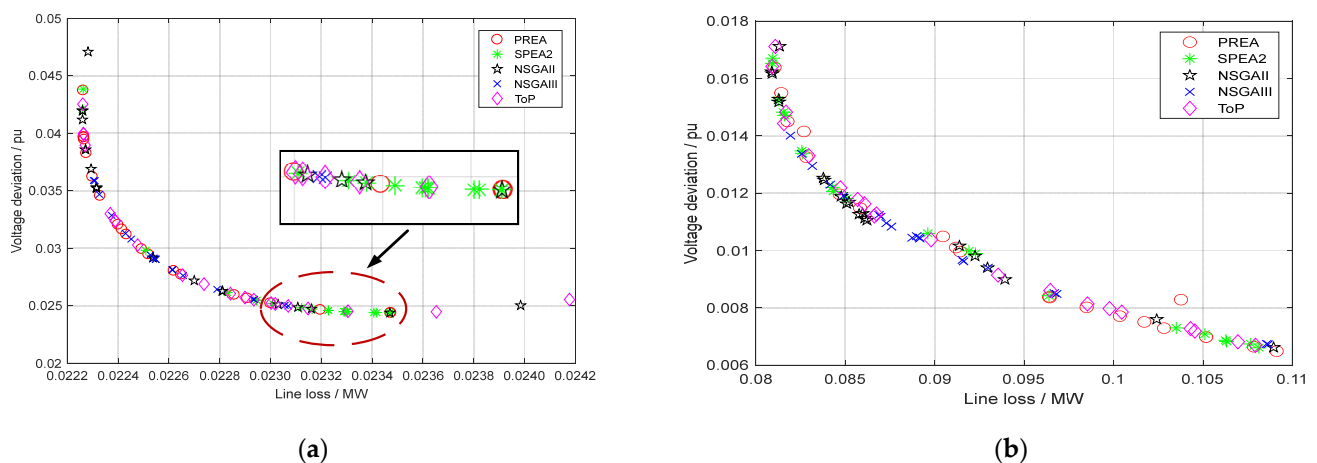 0.05
0.045
0.04
0.035
0.03
0.025
0.02
Voltage deviation / pu
0.0222 0.0224 0.0226 0.0228 0.0230 0.0232 0.0234 0.0236 0.0238 0.0240 0.0242
Line loss / MW
PREA
SPEA2
NSGAII
NSGAIII
ToP
(a)
0.018
0.016
0.014
0.012
0.01
0.008
0.006
Voltage deviation / pu
0.08 0.085 0.09 0.095 0.1 0.105 0.11
Line loss / MW
PREA
SPEA2
NSGAII
NSGAIII
ToP
(b)